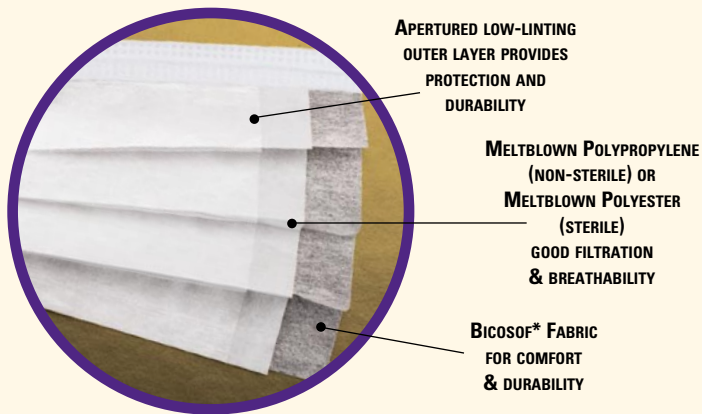 Apertured low-linting
outer layer provides
protection and
durability
Meltblown Polypropylene
(non-sterile) or
Meltblown Polyester
(sterile)
good filtration
& breathability
Bicosof* Fabric
for comfort
& durability